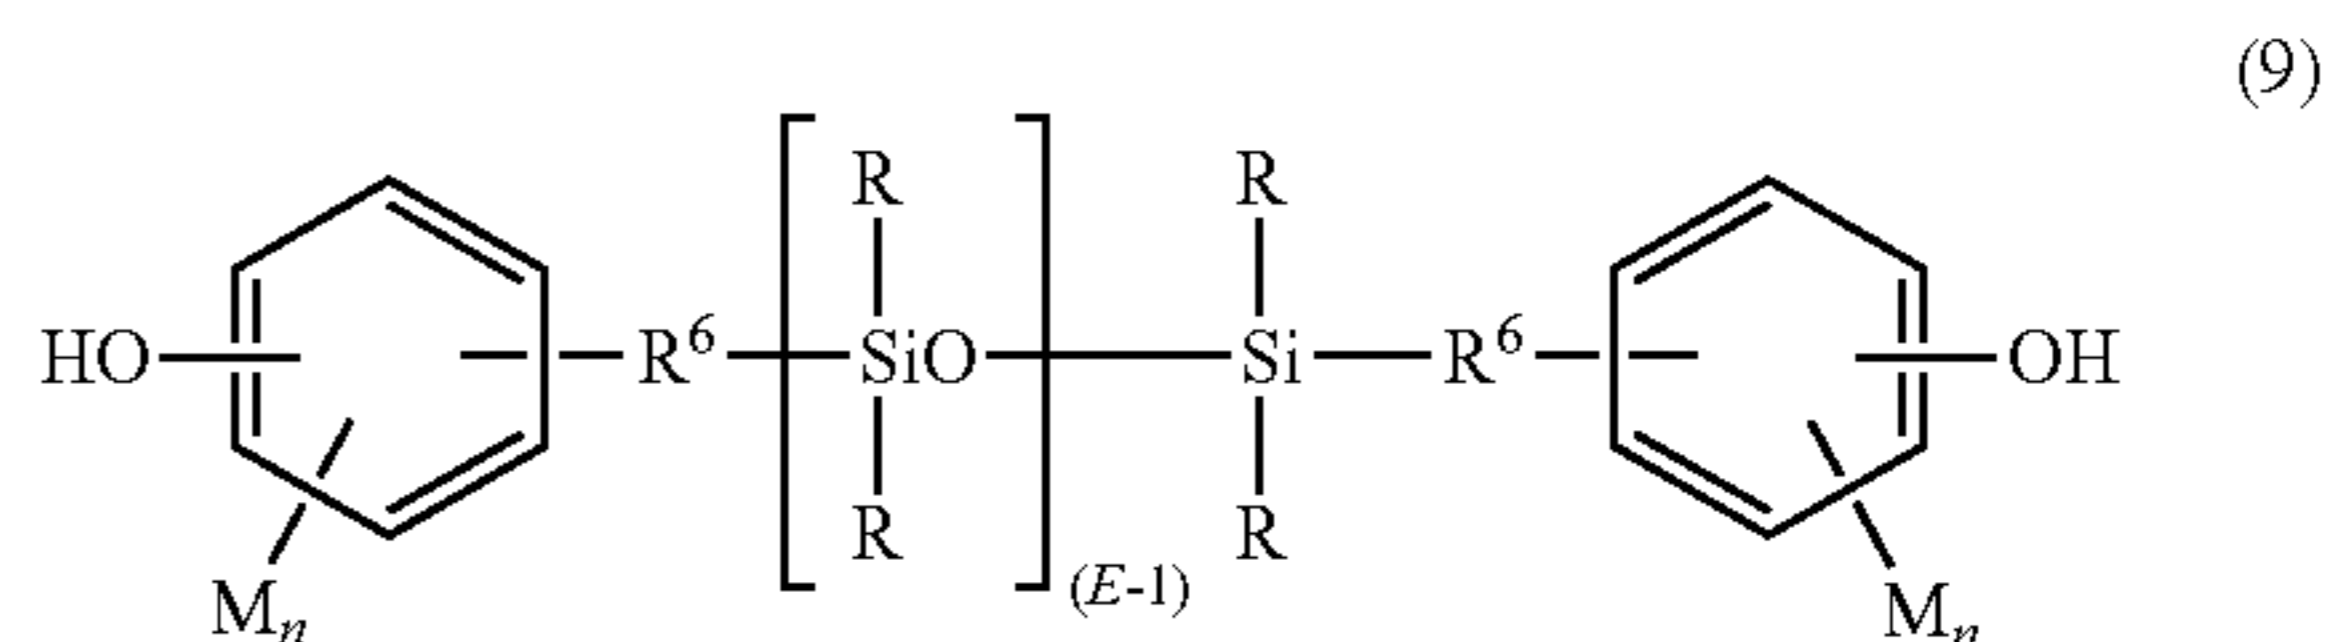 (9)
R R
HO R⁶ SiO Si R⁶ OH
R R
(E-1)
Mₙ Mₙ